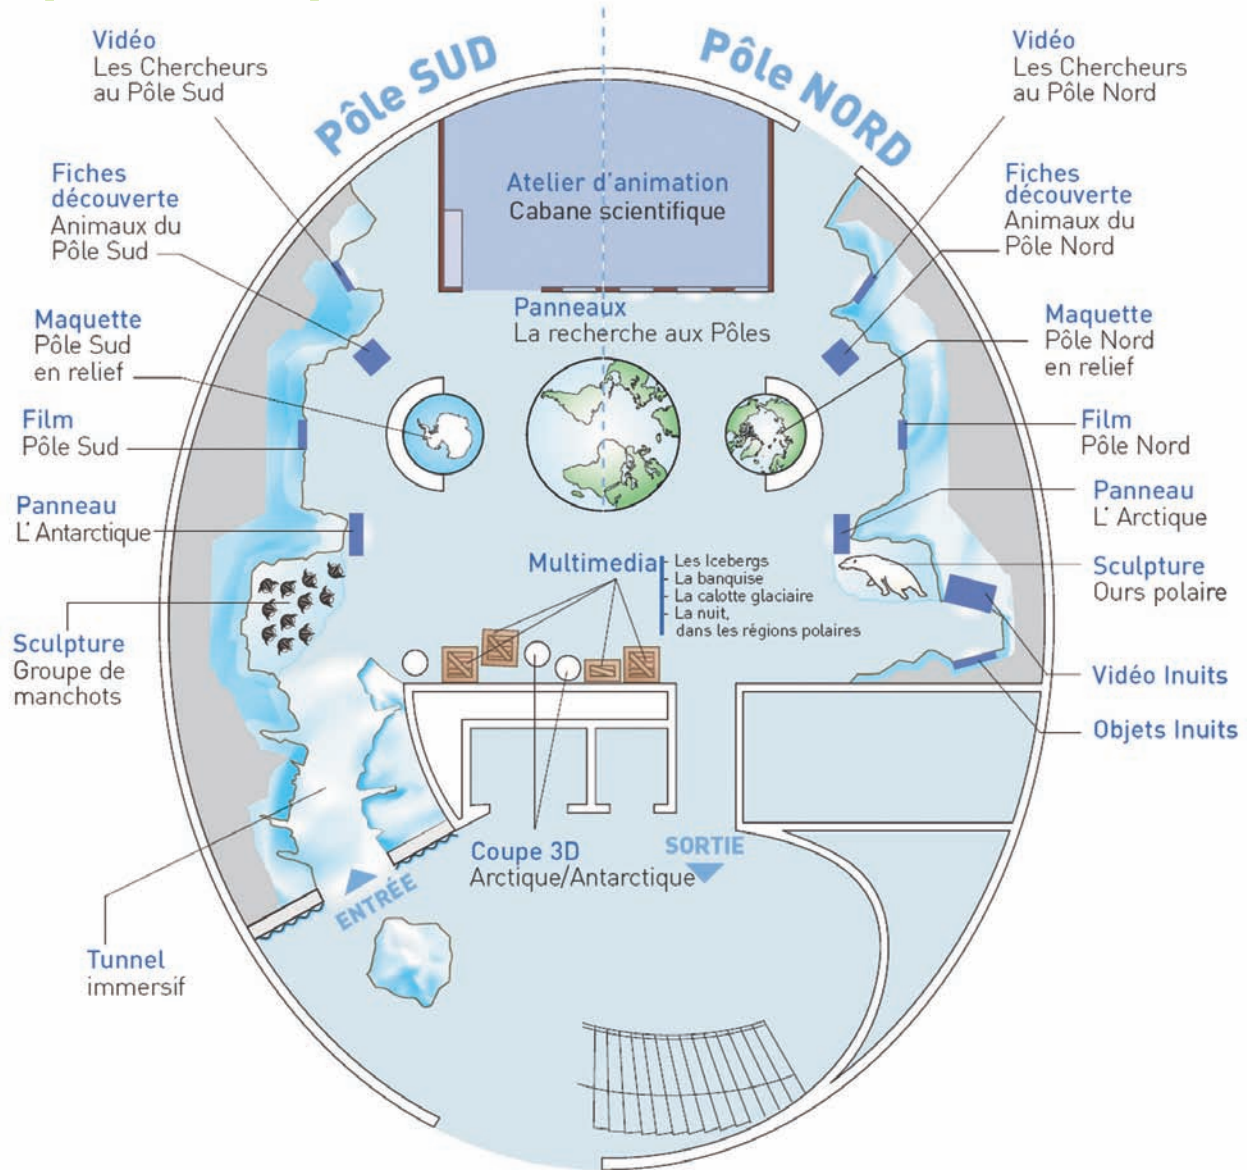 Pôle SUD
Pôle NORD
Vidéo
Les Chercheurs
au Pôle Sud
Fiches
découverte
Animaux du
Pôle Sud
Maquette
Pôle Sud
en relief
Film
Pôle Sud
Panneau
L'Antarctique
Sculpture
Groupe de
manchots
Tunnel
immersif
Atelier d'animation
Cabane scientifique
Panneaux
La recherche aux Pôles
Multimedia
Les Icebergs
La banquise
La calotte glaciaire
La nuit,
dans les régions polaires
Coupe 3D
Arctique/Antarctique
ENTRÉE
SORTIE
Vidéo
Les Chercheurs
au Pôle Nord
Fiches
découverte
Animaux du
Pôle Nord
Maquette
Pôle Nord
en relief
Film
Pôle Nord
Panneau
L' Arctique
Sculpture
Ours polaire
Vidéo Inuits
Objets Inuits